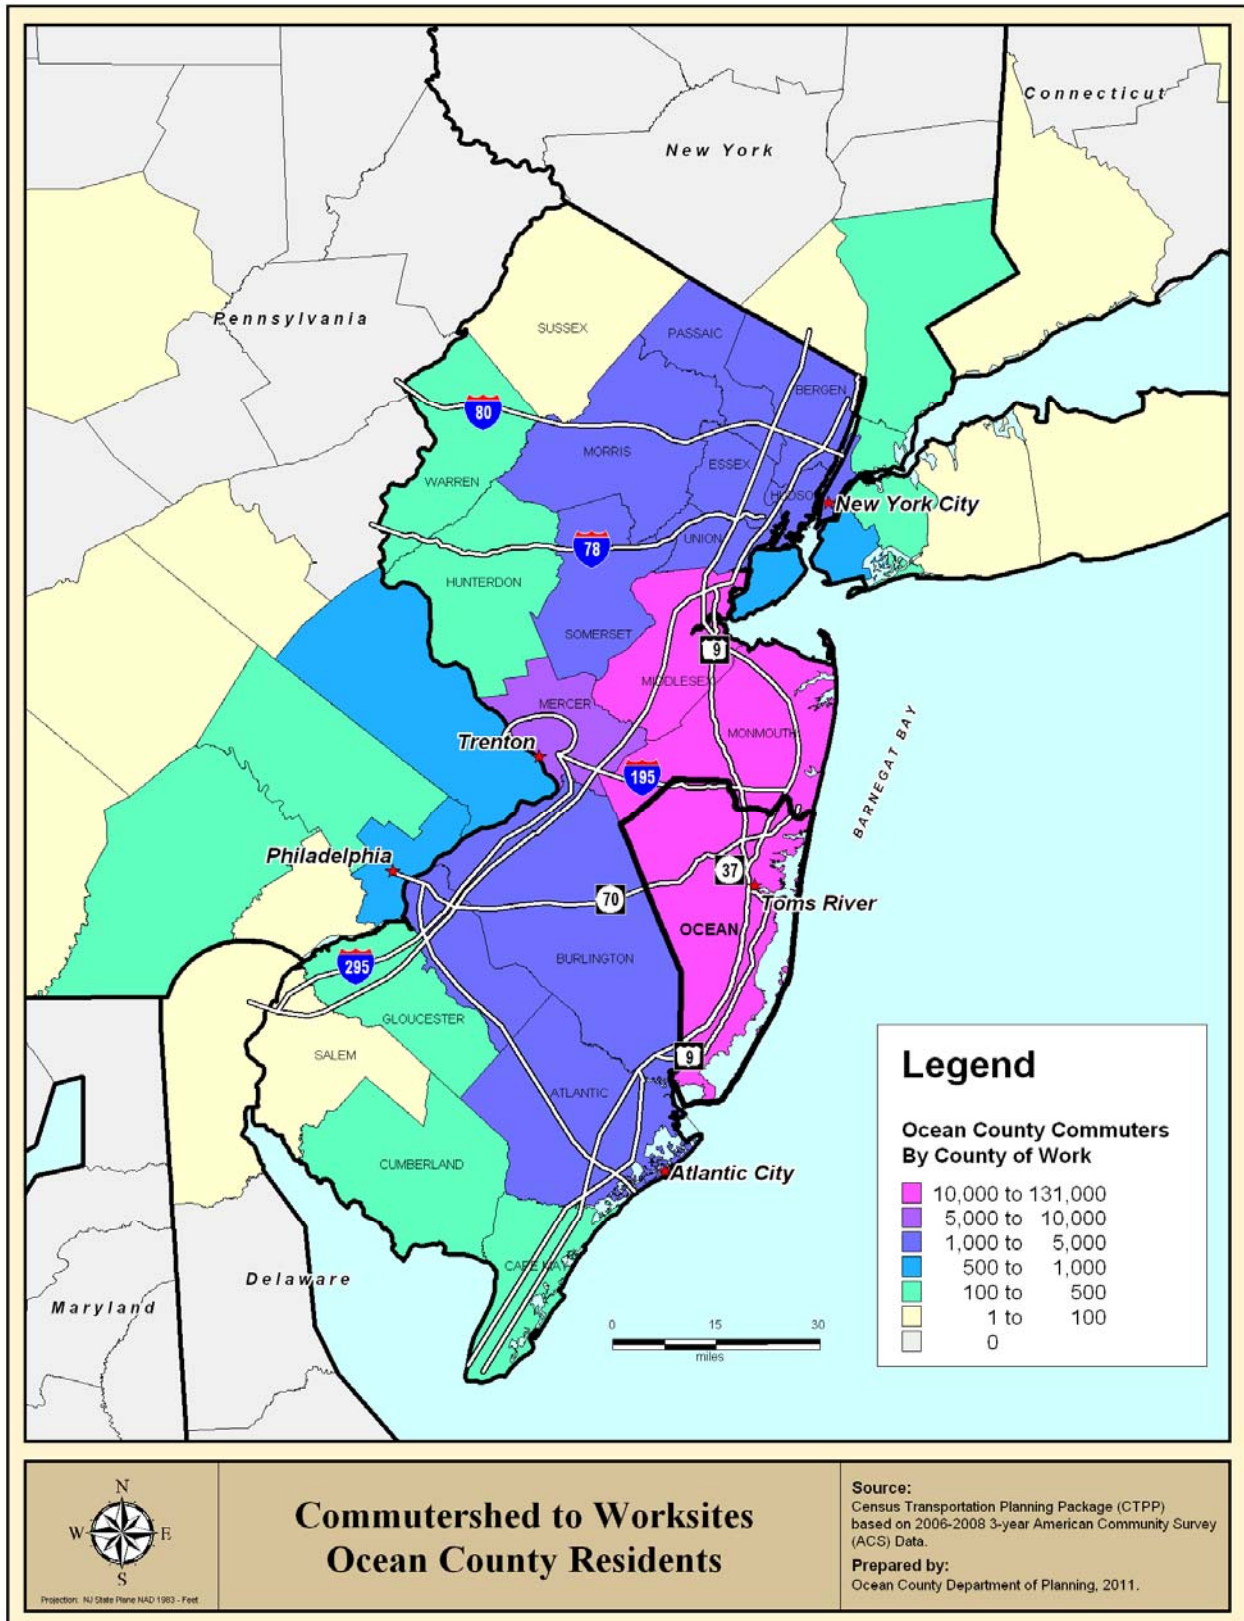 Connecticut
New York
Pennsylvania
SUSSEX
PASSAIC
BERGEN
80
MORRIS
ESSEX
WARREN
HUDSO
New York City
78
UNION
HUNTERDON
SOMERSET
9
MIDDLESEX
MERCER
MONMOUTH
Trenton
195
BARNEGAT BAY
Philadelphia
37
70
Toms River
OCEAN
BURLINGTON
295
GLOUCESTER
SALEM
9
ATLANTIC
CUMBERLAND
Atlantic City
CAPE MAY
Delaware
Maryland
0 15 30
miles
Legend
Ocean County Commuters
By County of Work
10,000 to 131,000
5,000 to 10,000
1,000 to 5,000
500 to 1,000
100 to 500
1 to 100
0
N
W E
S
Projection: NJ State Plane NAD 1983 - Feet
Commutershed to Worksites
Ocean County Residents
Source:
Census Transportation Planning Package (CTPP)
based on 2006-2008 3-year American Community Survey
(ACS) Data.
Prepared by:
Ocean County Department of Planning, 2011.